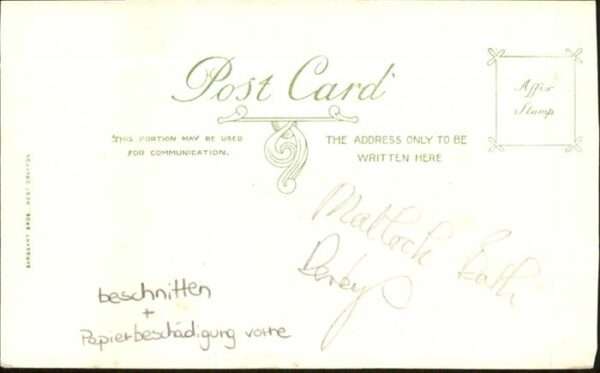 Post Card
Affix
Stamp
THIS PORTION MAY BE USED
FOR COMMUNICATION.
THE ADDRESS ONLY TO BE
WRITTEN HERE
Matlock Bath
Derby
beschnitten
+
Papierbeschädigung vorne